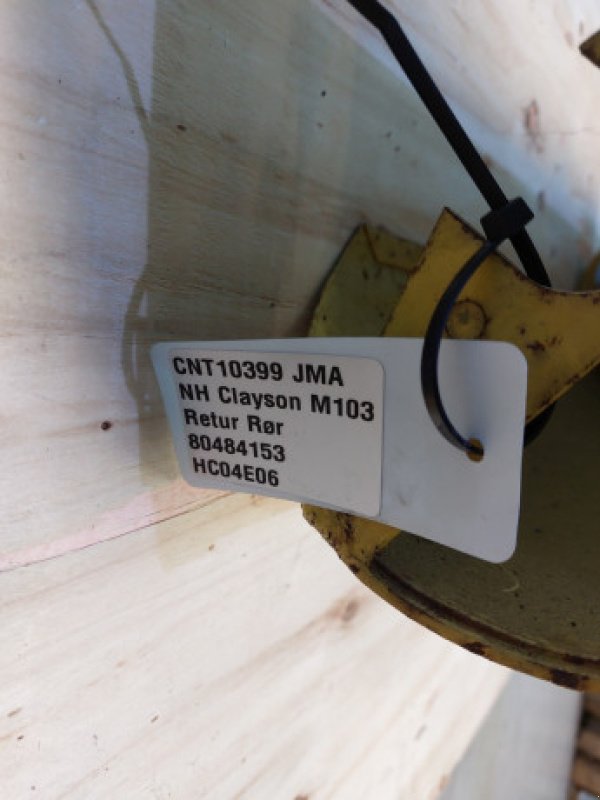 CNT10399 JMA
NH Clayson M103
Retur Rør
80484153
HC04E06